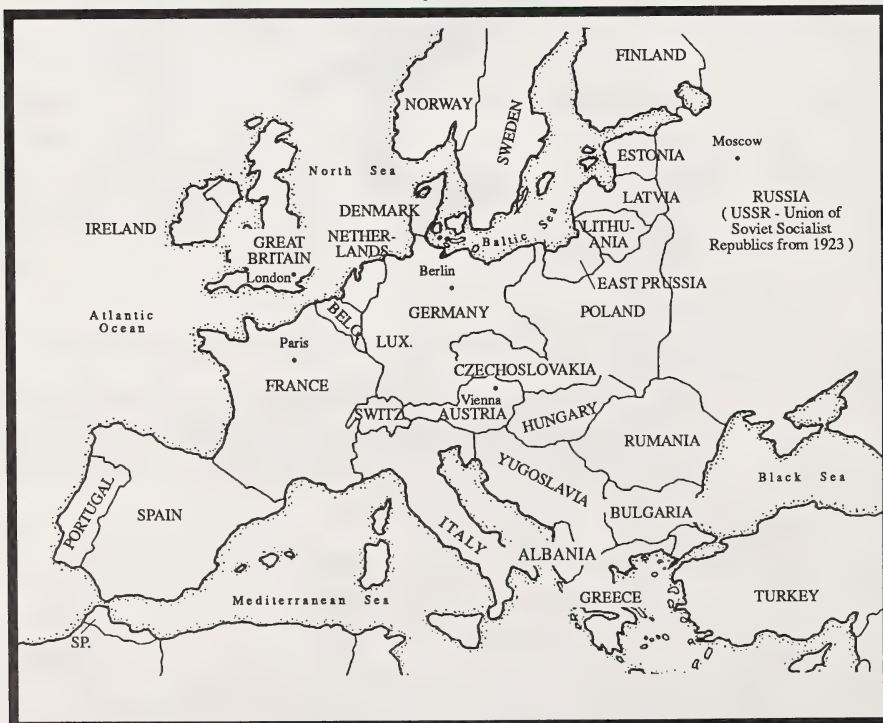 FINLAND
NORWAY
SWEDEN
Moscow
ESTONIA
North Sea
LATVIA
RUSSIA
( USSR - Union of
Soviet Socialist
Republics from 1923 )
DENMARK
IRELAND
LITHU-
ANIA
Baltic Sea
NETHER-
LANDS
GREAT
BRITAIN
London
Berlin
EAST PRUSSIA
GERMANY
POLAND
Atlantic
Ocean
BELG
Paris
LUX.
FRANCE
CZECHOSLOVAKIA
Vienna
SWITZ
AUSTRIA
HUNGARY
RUMANIA
YUGOSLAVIA
Black Sea
PORTUGAL
SPAIN
ITALY
BULGARIA
ALBANIA
Mediterranean Sea
GREECE
TURKEY
SP.